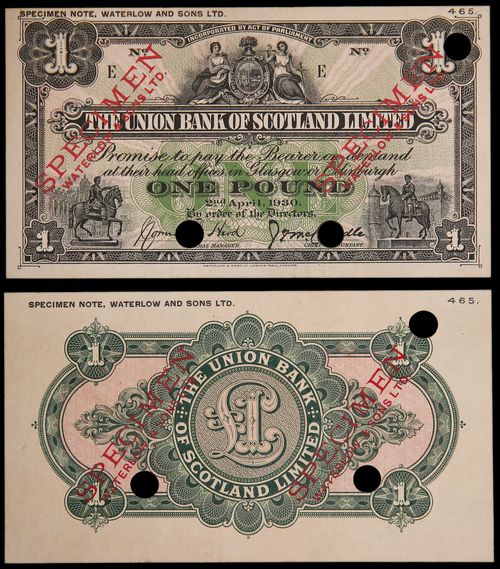 SPECIMEN NOTE, WATERLOW AND SONS LTD. 465.
INCORPORATED BY ACT OF PARLIAMENT
1 Nº Nº 1
E E
SPECIMEN
WATERLOW & SONS LTD.
SPECIMEN
WATERLOW & SONS LTD.
THE UNION BANK OF SCOTLAND LIMITED
Promise to pay the Bearer on demand
at their head offices in Glasgow or Edinburgh
ONE POUND
2nd April, 1930.
By order of the Directors.
1 1
SPECIMEN NOTE, WATERLOW AND SONS LTD. 465.
1 1
THE UNION BANK
£1
OF SCOTLAND LIMITED
SPECIMEN
WATERLOW & SONS LTD.
SPECIMEN
WATERLOW & SONS LTD.
1 1